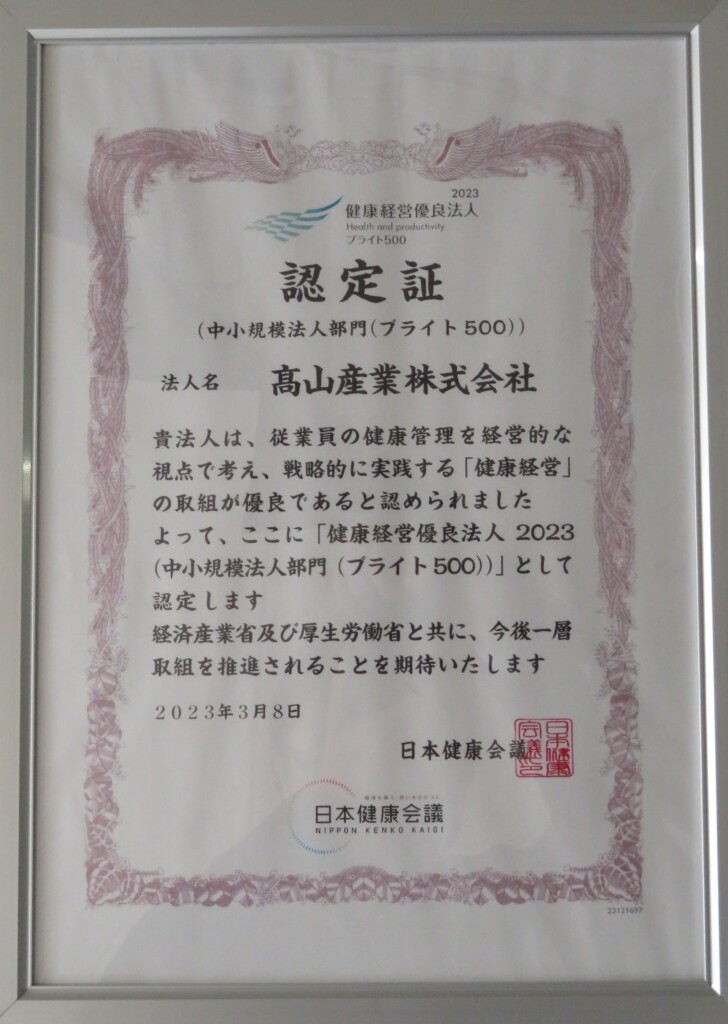 2023
健康経営優良法人
Health and productivity
ブライト500
認定証
(中小規模法人部門(ブライト500))
法人名　髙山産業株式会社
貴法人は、従業員の健康管理を経営的な
視点で考え、戦略的に実践する「健康経営」
の取組が優良であると認められました
よって、ここに「健康経営優良法人 2023
(中小規模法人部門（ブライト500))」として
認定します
経済産業省及び厚生労働省と共に、今後一層
取組を推進されることを期待いたします
2023年3月8日
日本健康会議
日本健康
会議之印
日本健康会議
NIPPON KENKO KAIGI
23121697